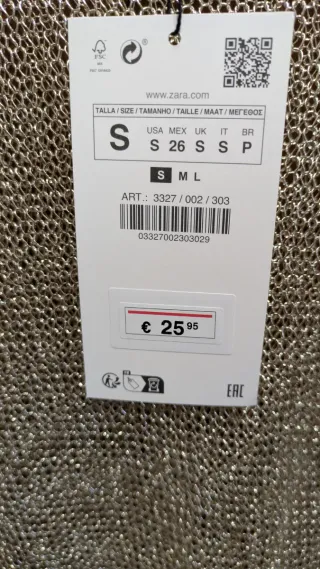 FSC
®
www.zara.com
TALLA / SIZE / TAMANHO / TAILLE / MAAT / ΜΕΓΕΘΟΣ
S
USA MEX UK IT BR
S 26 S S P
S M L
ART.: 3327 / 002 / 303
03327002303029
€ 25 95
EAC